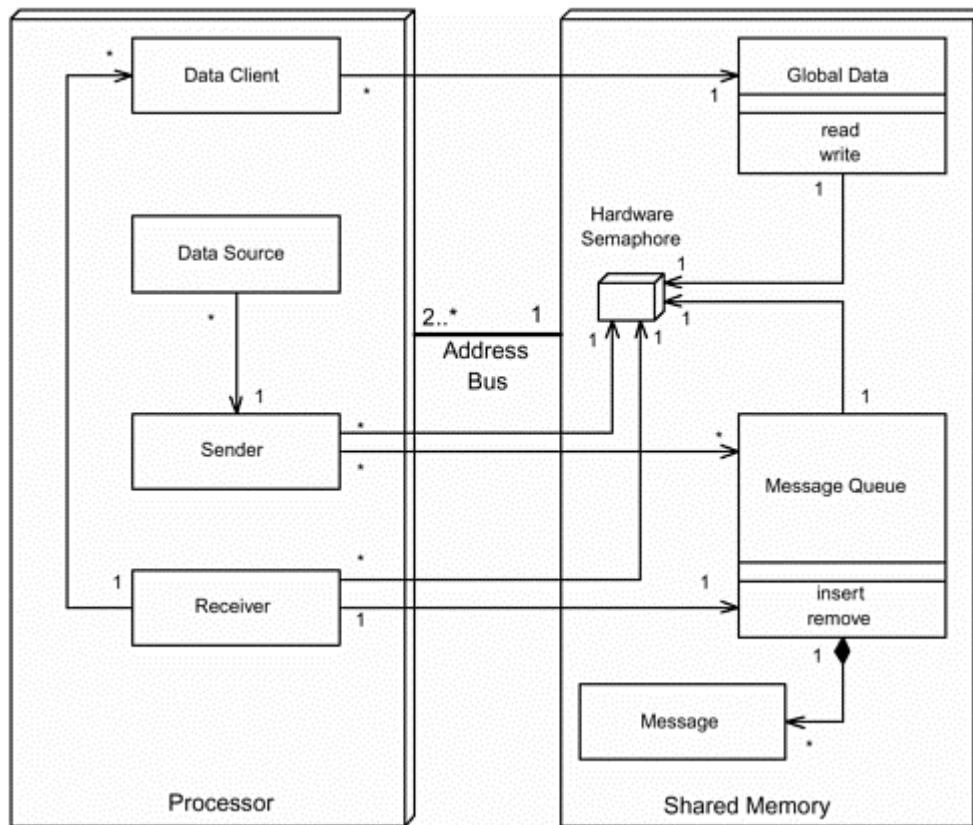 *
Data Client
*
1
Global Data
read
write
1
Hardware
Semaphore
1
1
1
1
Data Source
*
1
2..*
1
Address
Bus
Sender
*
*
*
1
Message Queue
insert
remove
1
1
Receiver
*
1
1
Message
*
Processor
Shared Memory